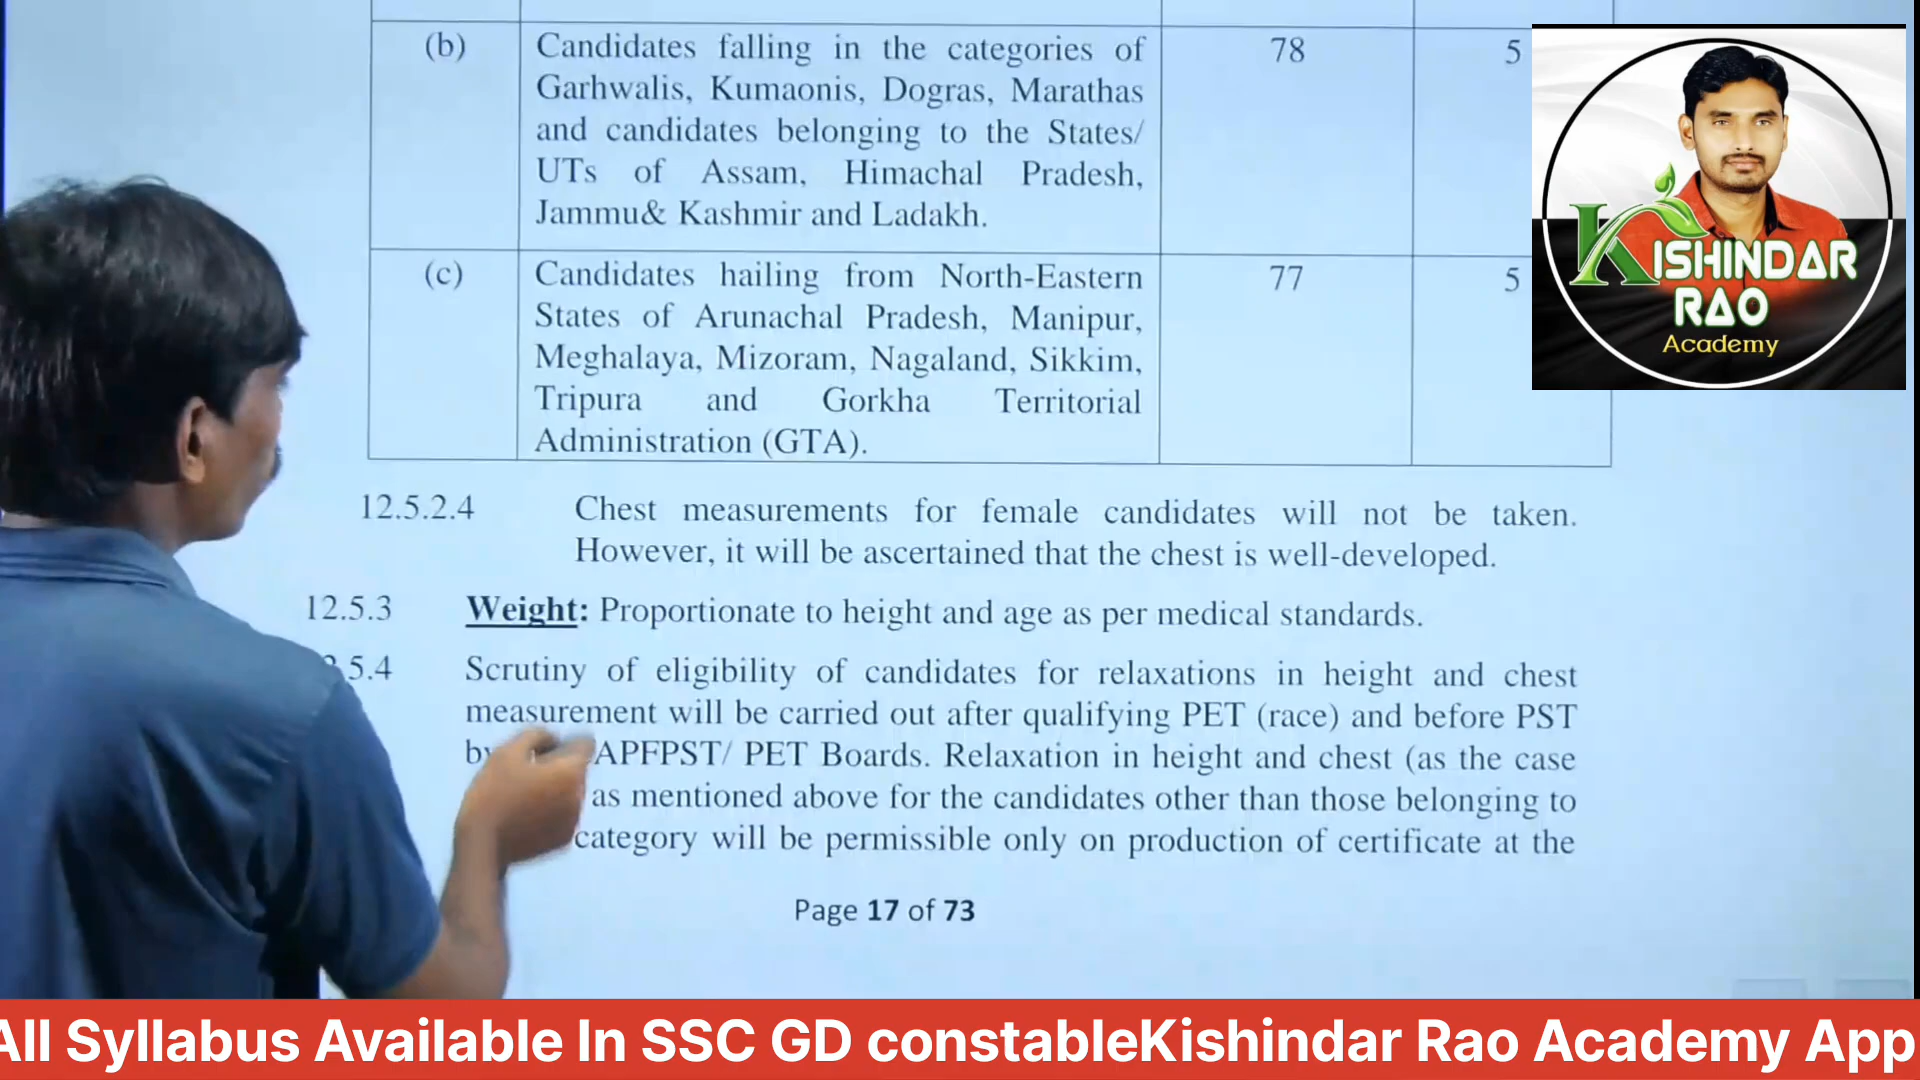 (b) Candidates falling in the categories of 78 5
Garhwalis, Kumaonis, Dogras, Marathas
and candidates belonging to the States/
UTs of Assam, Himachal Pradesh,
Jammu& Kashmir and Ladakh.
(c) Candidates hailing from North-Eastern 77 5
States of Arunachal Pradesh, Manipur,
Meghalaya, Mizoram, Nagaland, Sikkim,
Tripura and Gorkha Territorial
Administration (GTA).
KISHINDAR
RAO
Academy
12.5.2.4 Chest measurements for female candidates will not be taken.
However, it will be ascertained that the chest is well-developed.
12.5.3 Weight: Proportionate to height and age as per medical standards.
5.4 Scrutiny of eligibility of candidates for relaxations in height and chest
measurement will be carried out after qualifying PET (race) and before PST
APFPST/ PET Boards. Relaxation in height and chest (as the case
as mentioned above for the candidates other than those belonging to
category will be permissible only on production of certificate at the
Page 17 of 73
All Syllabus Available In SSC GD constableKishindar Rao Academy App